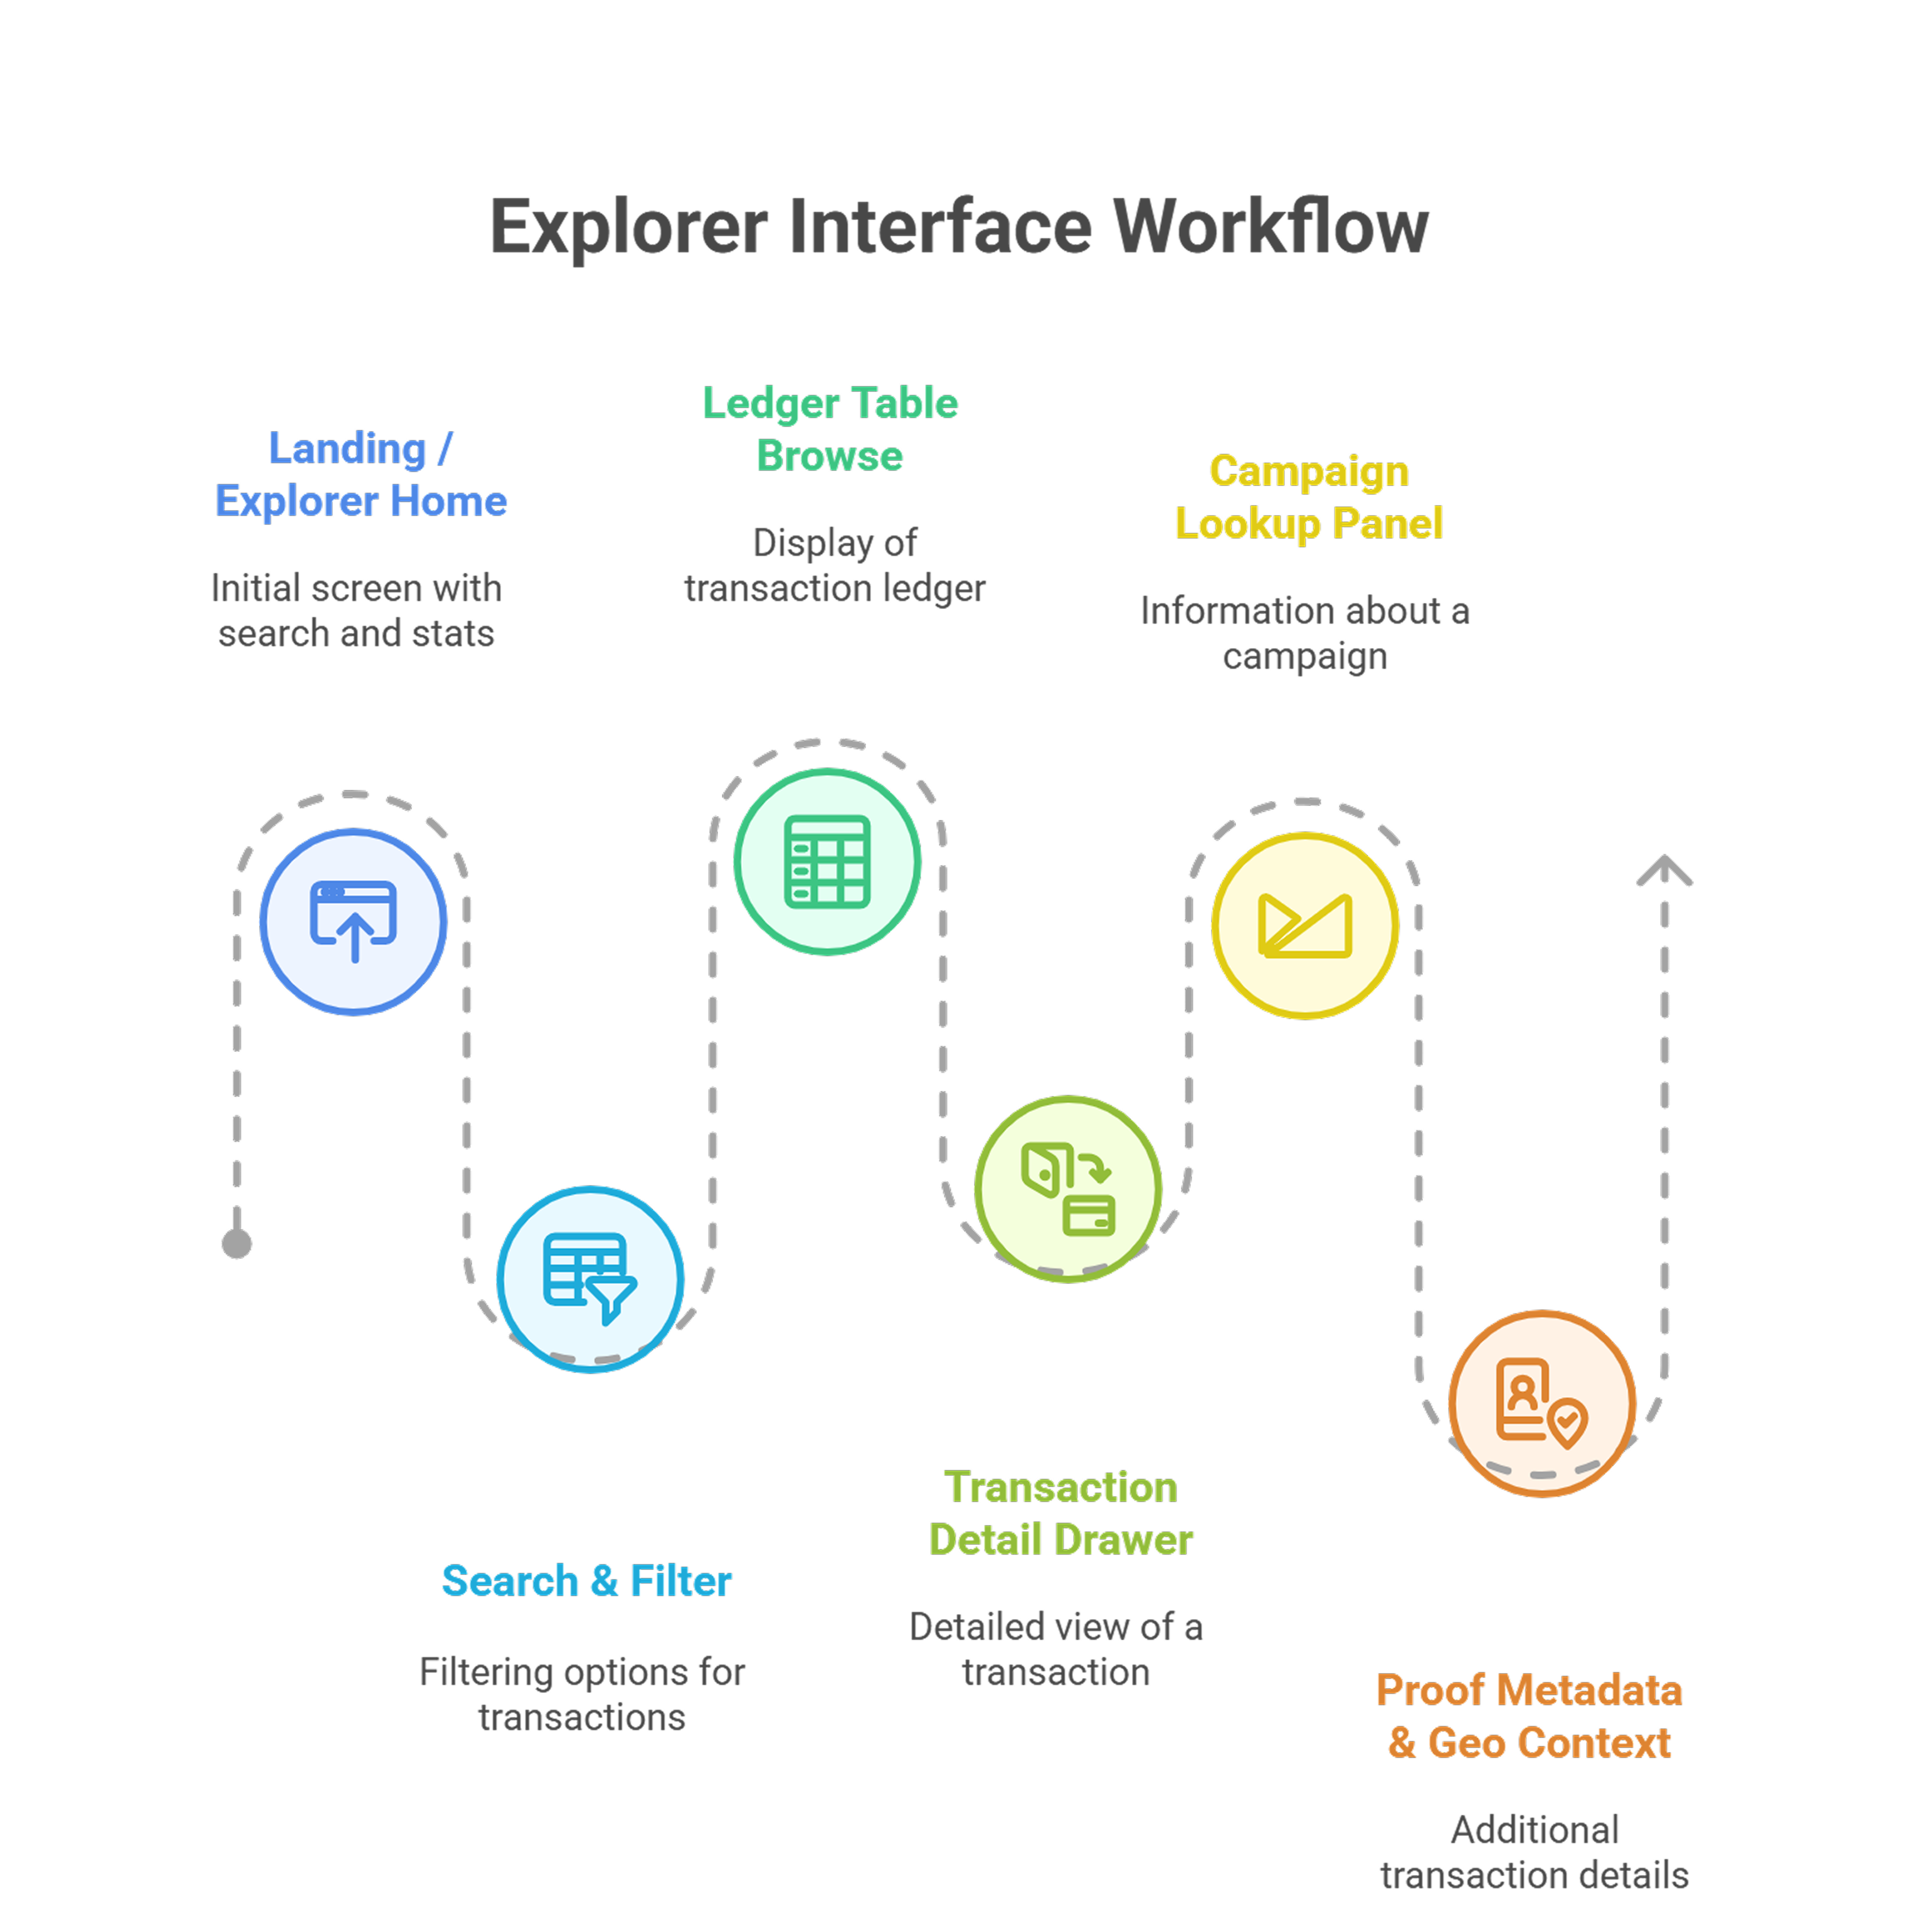 Explorer Interface Workflow
Landing /
Explorer Home
Initial screen with
search and stats
Ledger Table
Browse
Display of
transaction ledger
Campaign
Lookup Panel
Information about a
campaign
Search & Filter
Filtering options for
transactions
Transaction
Detail Drawer
Detailed view of a
transaction
Proof Metadata
& Geo Context
Additional
transaction details